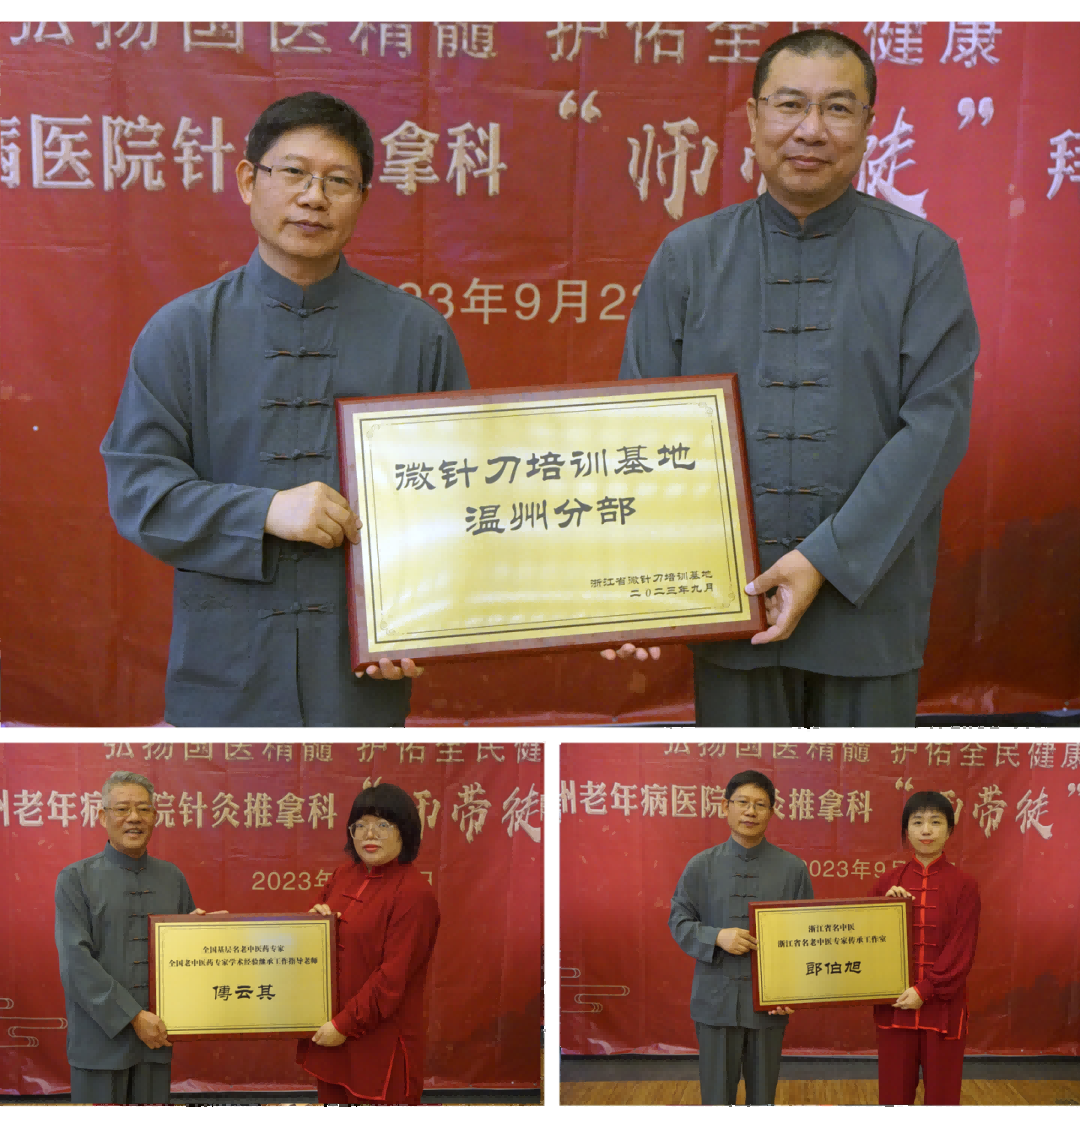 弘扬国医精髓 护佑全民健康
病医院针 拿科 “师 徒” 拜
23年9月2
微针刀培训基地
温州分部
浙江省微针刀培训基地
二0二三年九月
弘扬国医精髓 护佑全民健
州老年病医院针灸推拿科 “师带徒
2023年 日
全国基层名老中医药专家
全国老中医药专家学术经验继承工作指导老师
傅云其
弘扬国医精髓 护佑全民健康
州老年病医院 灸推拿科 “师带徒”
2023年9月
浙江省名中医
浙江省名老中医专家传承工作室
郎伯旭